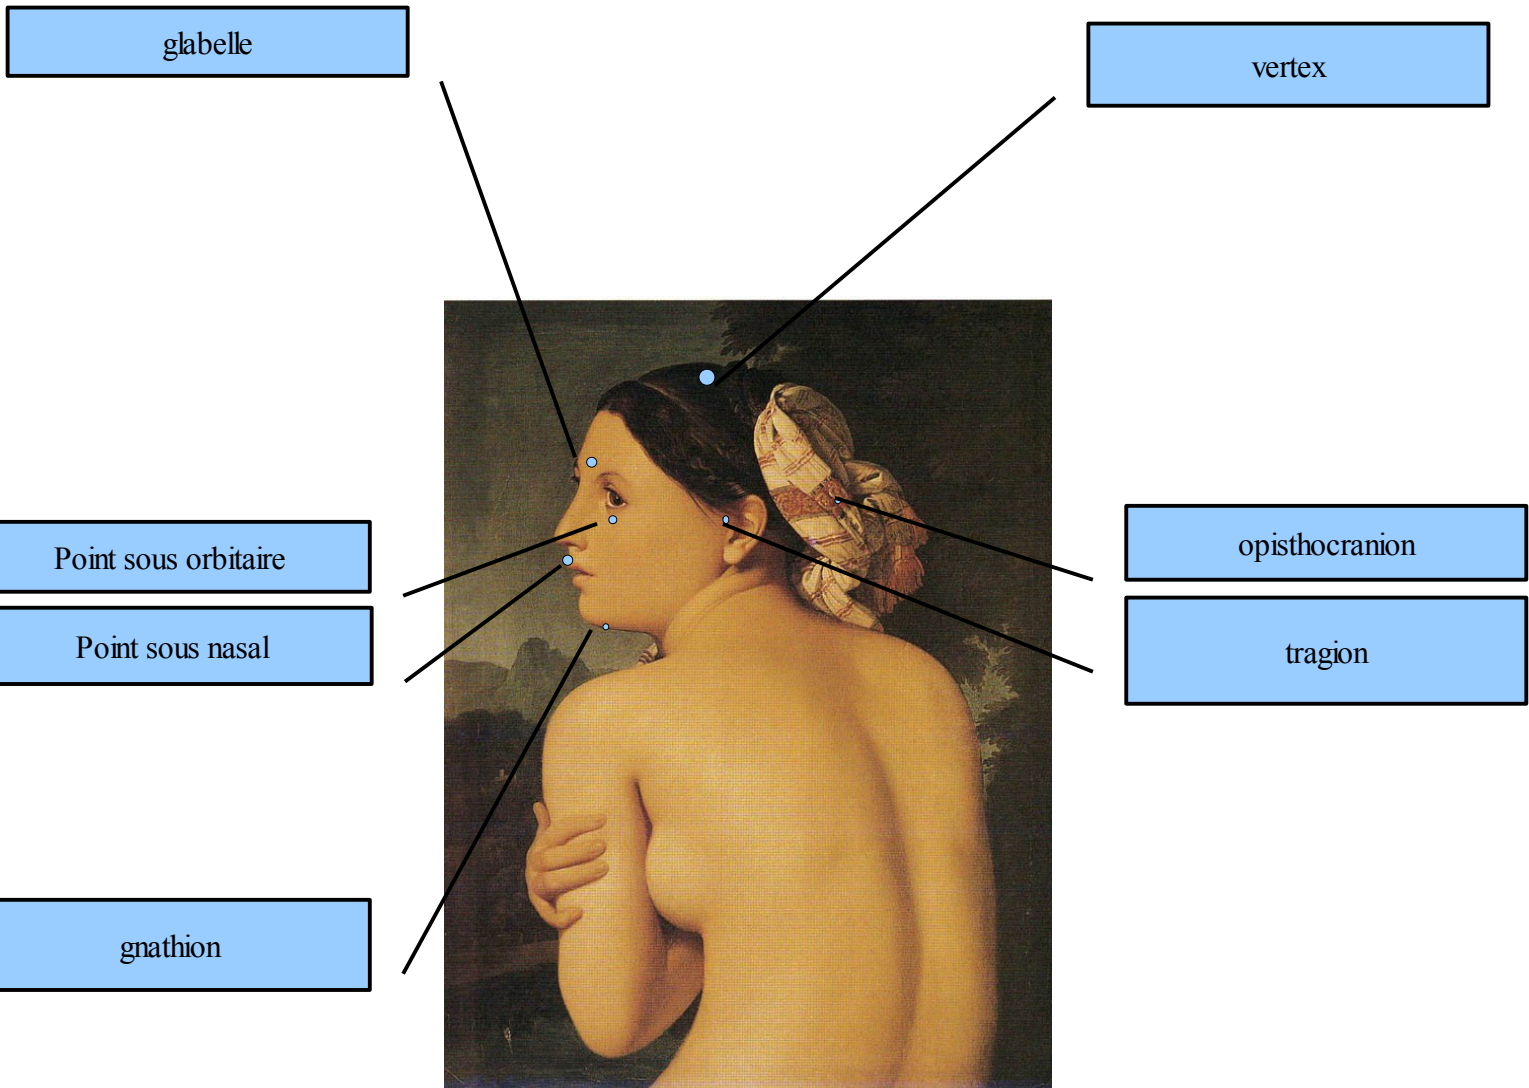 glabelle
vertex
Point sous orbitaire
opisthocranion
Point sous nasal
tragion
gnathion